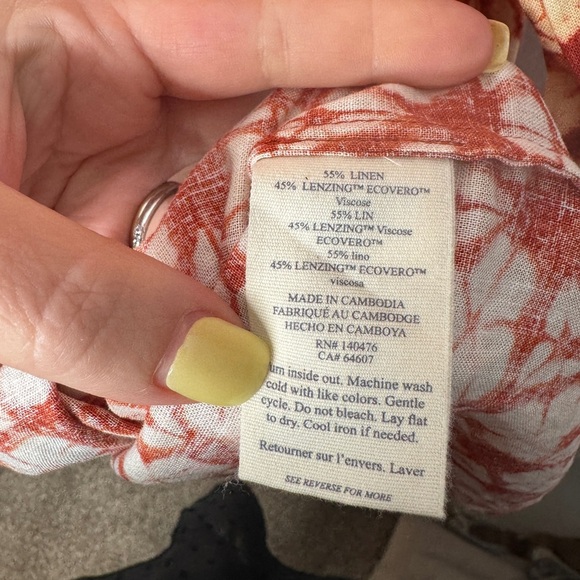 55% LINEN
45% LENZING™ ECOVERO™
Viscose
55% LIN
45% LENZING™ Viscose
ECOVERO™
55% lino
45% LENZING™ ECOVERO™
viscosa
MADE IN CAMBODIA
FABRIQUÉ AU CAMBODGE
HECHO EN CAMBOYA
RN# 140476
CA# 64607
inside out. Machine wash
cold with like colors. Gentle
cycle. Do not bleach. Lay flat
to dry. Cool iron if needed.
Retourner sur l'envers. Laver
SEE REVERSE FOR MORE